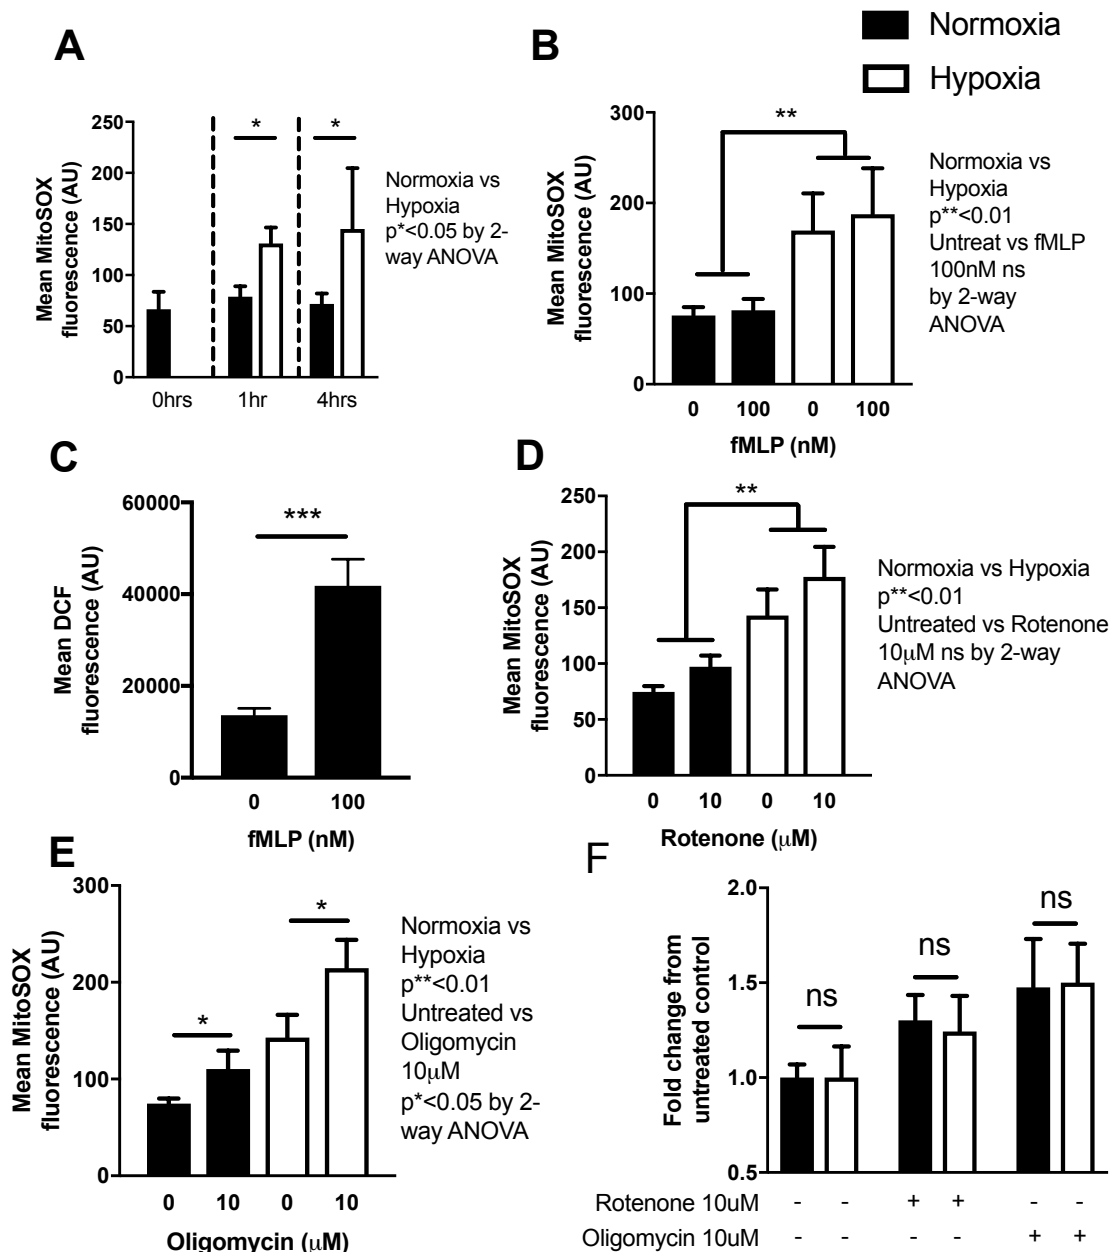 Normoxia
Hypoxia
A
Mean MitoSOX
fluorescence (AU)
250
200
150
100
50
0
*
*
0hrs
1hr
4hrs
Normoxia vs
Hypoxia
p*<0.05 by 2-
way ANOVA
B
Mean MitoSOX
fluorescence (AU)
300
200
100
0
**
0
100
0
100
fMLP (nM)
Normoxia vs
Hypoxia
p**<0.01
Untreat vs fMLP
100nM ns
by 2-way
ANOVA
C
Mean DCF
fluorescence (AU)
60000
40000
20000
0
***
0
100
fMLP (nM)
D
Mean MitoSOX
fluorescence (AU)
250
200
150
100
50
0
**
0
10
0
10
Rotenone (μM)
Normoxia vs Hypoxia
p**<0.01
Untreated vs Rotenone
10μM ns by 2-way
ANOVA
E
Mean MitoSOX
fluorescence (AU)
300
200
100
0
*
*
0
10
0
10
Oligomycin (μM)
Normoxia vs
Hypoxia
p**<0.01
Untreated vs
Oligomycin
10μM
p*<0.05 by 2-
way ANOVA
F
Fold change from
untreated control
2.0
1.5
1.0
0.5
ns
ns
ns
Rotenone 10uM - - + + - -
Oligomycin 10uM - - - - + +